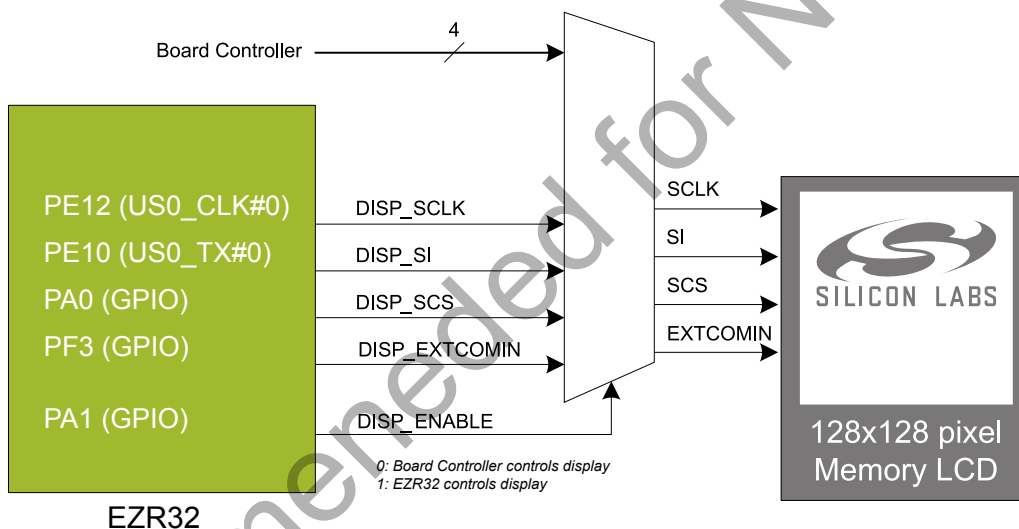 4
Board Controller
PE12 (US0_CLK#0)
PE10 (US0_TX#0)
PA0 (GPIO)
PF3 (GPIO)
PA1 (GPIO)
EZR32
DISP_SCLK
DISP_SI
DISP_SCS
DISP_EXTCOMIN
DISP_ENABLE
0: Board Controller controls display
1: EZR32 controls display
SCLK
SI
SCS
EXTCOMIN
SILICON LABS
128x128 pixel
Memory LCD